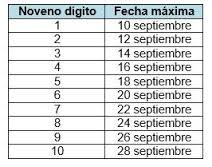 Noveno digito Fecha máxima
1 10 septiembre
2 12 septiembre
3 14 septiembre
4 16 septiembre
5 18 septiembre
6 20 septiembre
7 22 septiembre
8 24 septiembre
9 26 septiembre
10 28 septiembre